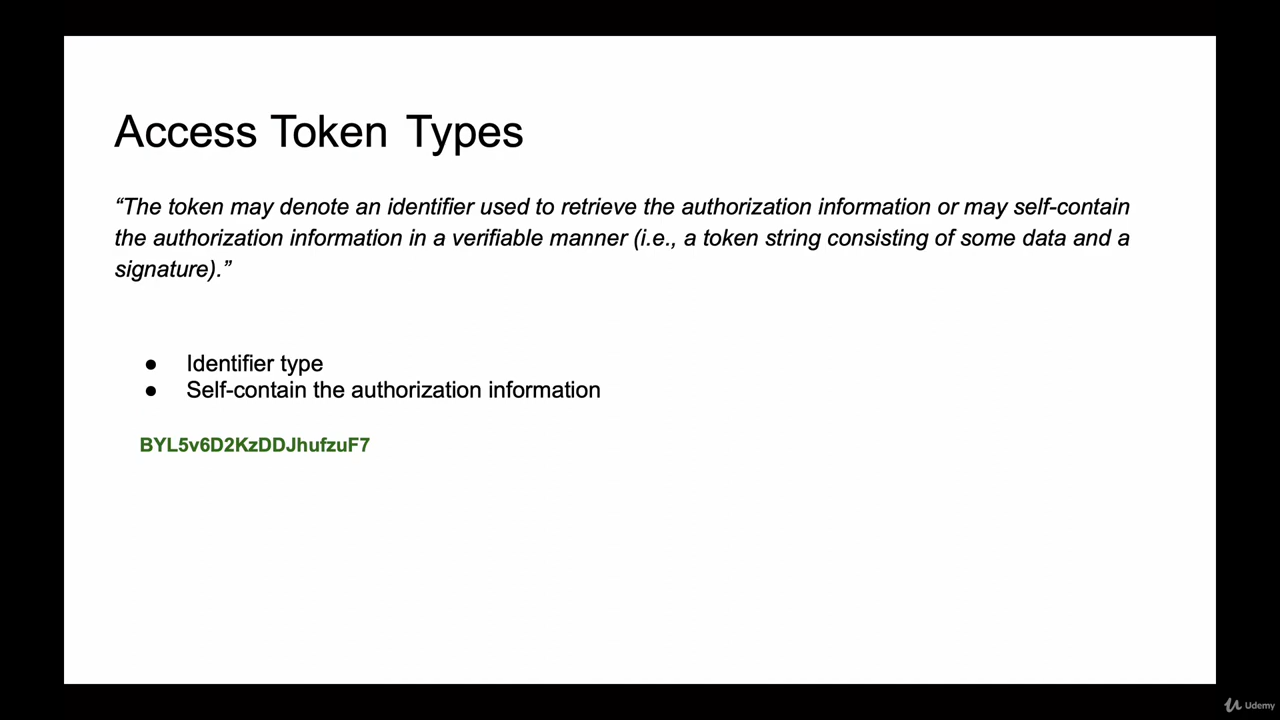 Access Token Types
“The token may denote an identifier used to retrieve the authorization information or may self-contain
the authorization information in a verifiable manner (i.e., a token string consisting of some data and a
signature).”
● Identifier type
● Self-contain the authorization information
BYL5v6D2KzDDJhufzuF7
Udemy